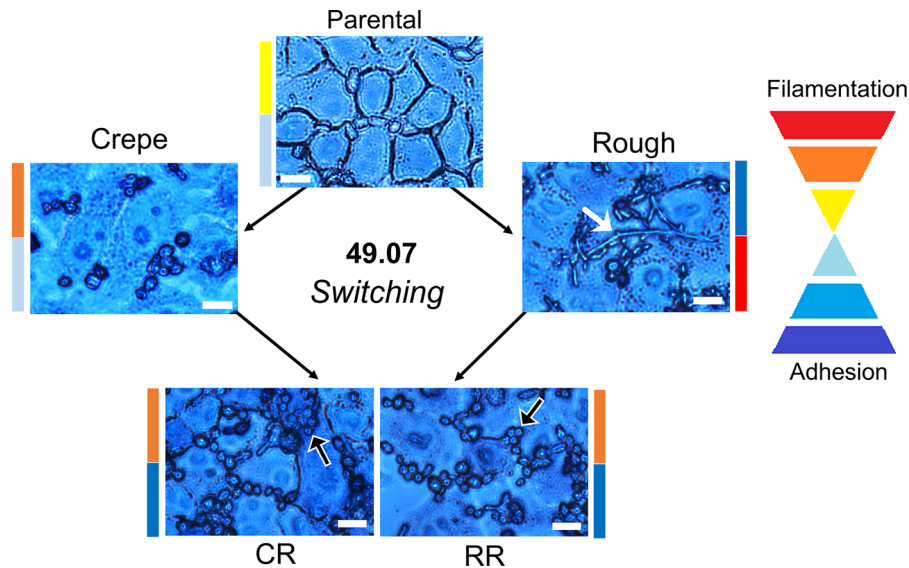 Parental
Filamentation
Crepe
Rough
49.07
Switching
Adhesion
CR
RR